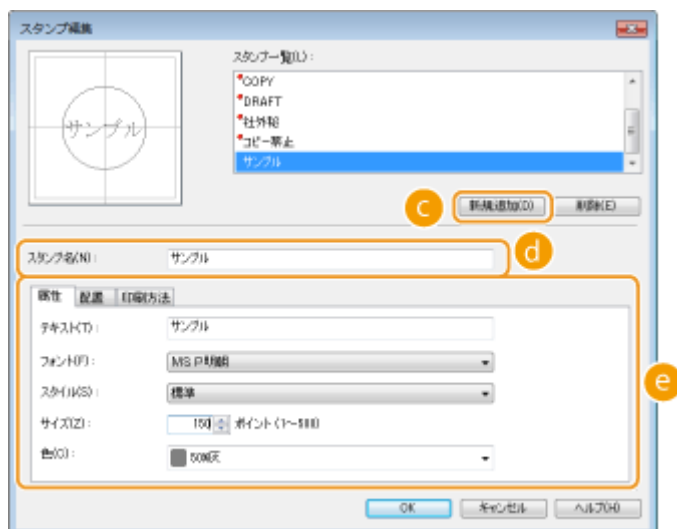 スタンプ編集
スタンプ一覧(L):
COPY
DRAFT
社外秘
コピー禁止
サンプル
サンプル
c
新規追加(D)
削除(E)
d
スタンプ名(N):
サンプル
属性
配置
印刷方法
テキスト(T):
サンプル
フォント(F):
MS P明朝
スタイル(S):
標準
e
サイズ(Z):
150
ポイント(1~500)
色(C):
50%灰
OK
キャンセル
ヘルプ(H)